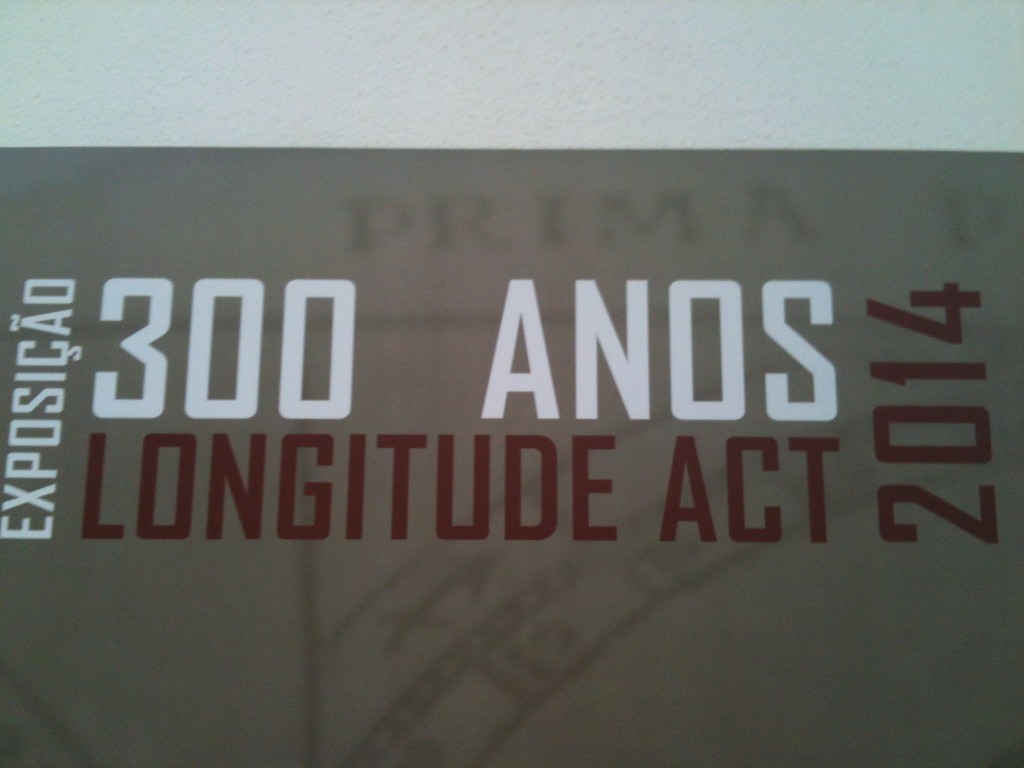 PRIMA P
EXPOSIÇÃO
300 ANOS
LONGITUDE ACT
2014